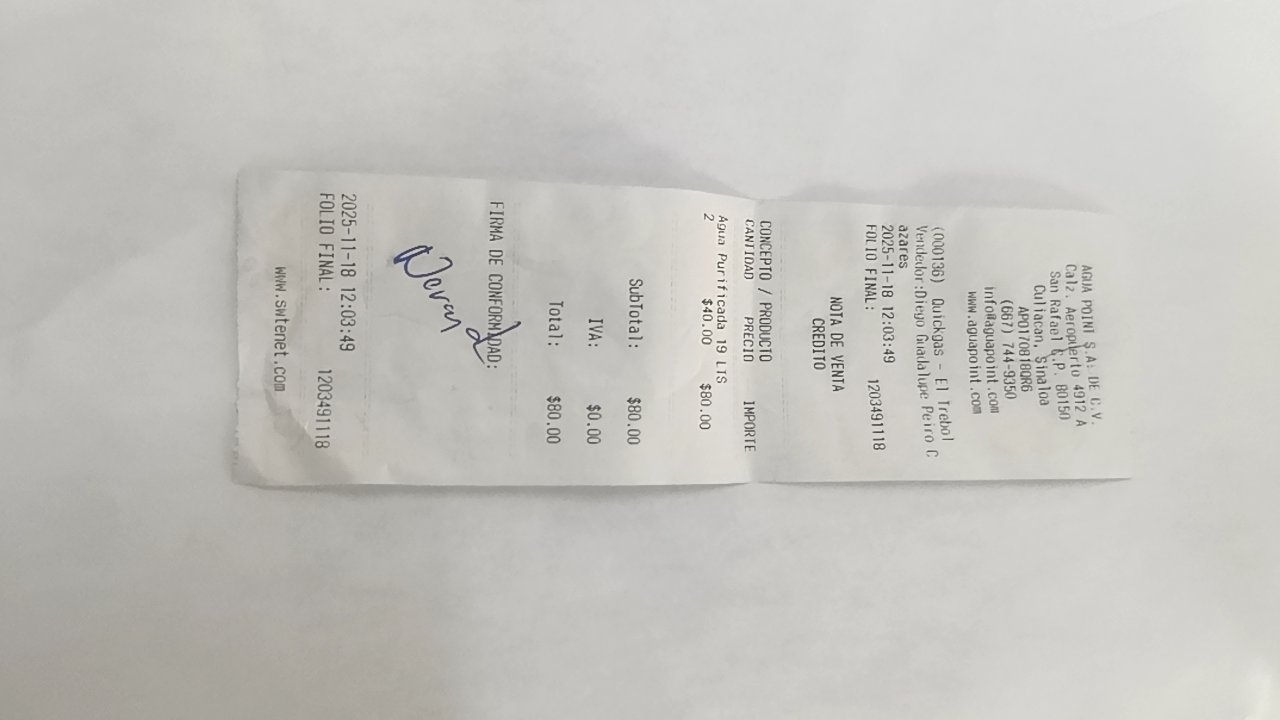 AGUA POINT S.A. DE C.V.
Calz. Aeropuerto 4912 A
San Rafael C.P. 80150
Culiacan, Sinaloa
APO170818QR6
(667) 744-9350
info@aguapoint.com
www.aguapoint.com
(000136) Quickgas - El Trebol
Vendedor:Diego Guadalupe Peiro C
azares
2025-11-18 12:03:49
FOLIO FINAL: 1203491118
NOTA DE VENTA
CREDITO
CONCEPTO / PRODUCTO
CANTIDAD PRECIO IMPORTE
Agua Purificada 19 LTS
2 $40.00 $80.00
SubTotal: $80.00
IVA: $0.00
Total: $80.00
FIRMA DE CONFORMIDAD:
2025-11-18 12:03:49
FOLIO FINAL: 1203491118
www.swfenet.com